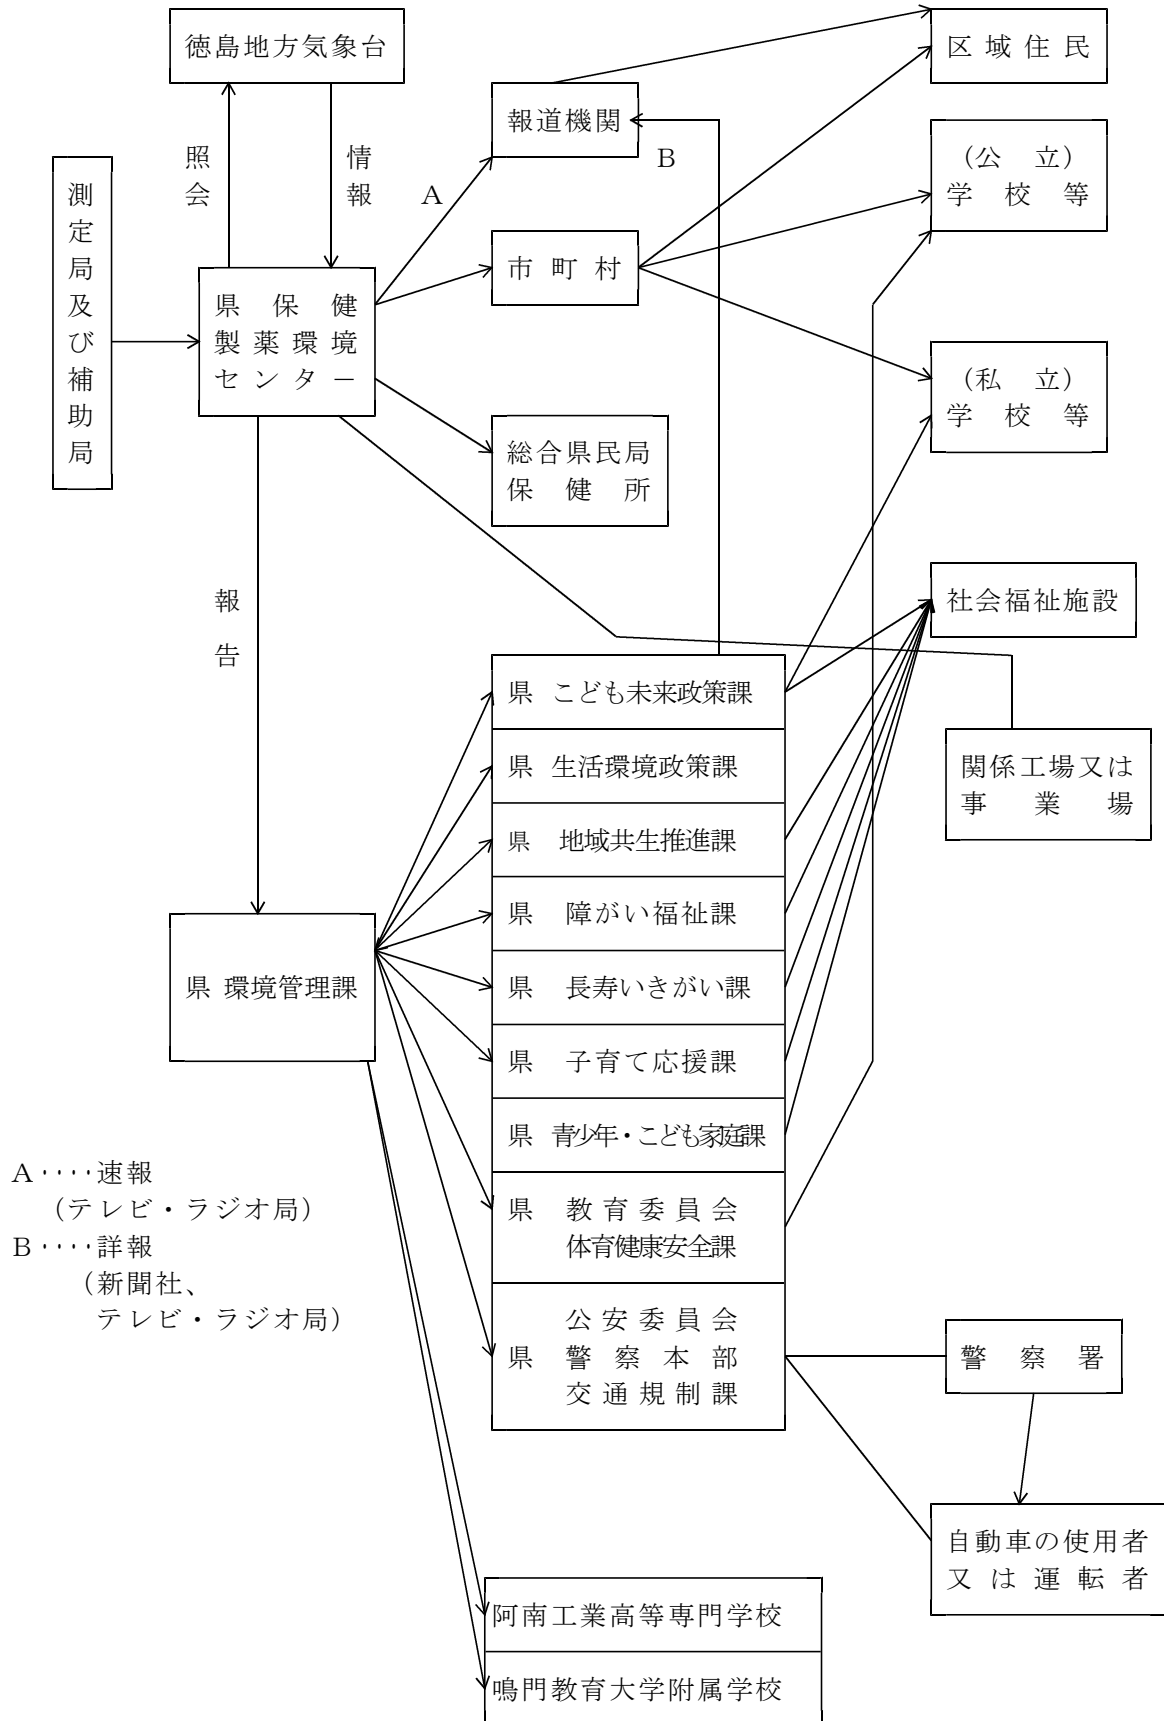 徳島地方気象台
区域住民
報道機関
B
(公 立)
学 校 等
照会
情報
A
測定局及び補助局
市 町 村
県 保 健
製薬環境
センター
(私 立)
学 校 等
総合県民局
保 健 所
報告
社会福祉施設
県 こども未来政策課
県 生活環境政策課
関係工場又は
事 業 場
県 地域共生推進課
県 障がい福祉課
県 環境管理課
県 長寿いきがい課
県 子育て応援課
県 青少年・こども家庭課
県 教育委員会
体育健康安全課
A‥‥速報
(テレビ・ラジオ局)
B‥‥詳報
(新聞社、
テレビ・ラジオ局)
公安委員会
県 警察本部
交通規制課
警 察 署
自動車の使用者
又は運転者
阿南工業高等専門学校
鳴門教育大学附属学校